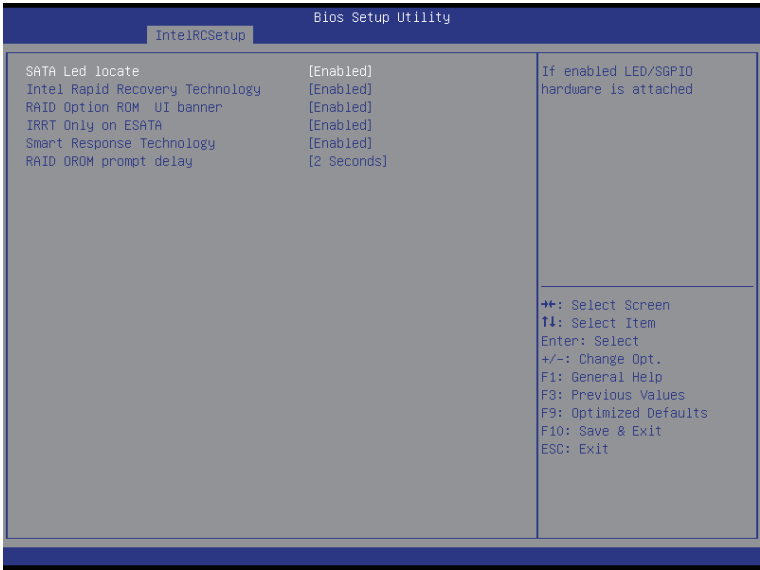 Bios Setup Utility
IntelRCSetup
SATA Led locate [Enabled]
Intel Rapid Recovery Technology [Enabled]
RAID Option ROM  UI banner [Enabled]
IRRT Only on ESATA [Enabled]
Smart Response Technology [Enabled]
RAID OROM prompt delay [2 Seconds]
If enabled LED/SGPIO
hardware is attached
→←: Select Screen
↑↓: Select Item
Enter: Select
+/-: Change Opt.
F1: General Help
F3: Previous Values
F9: Optimized Defaults
F10: Save & Exit
ESC: Exit